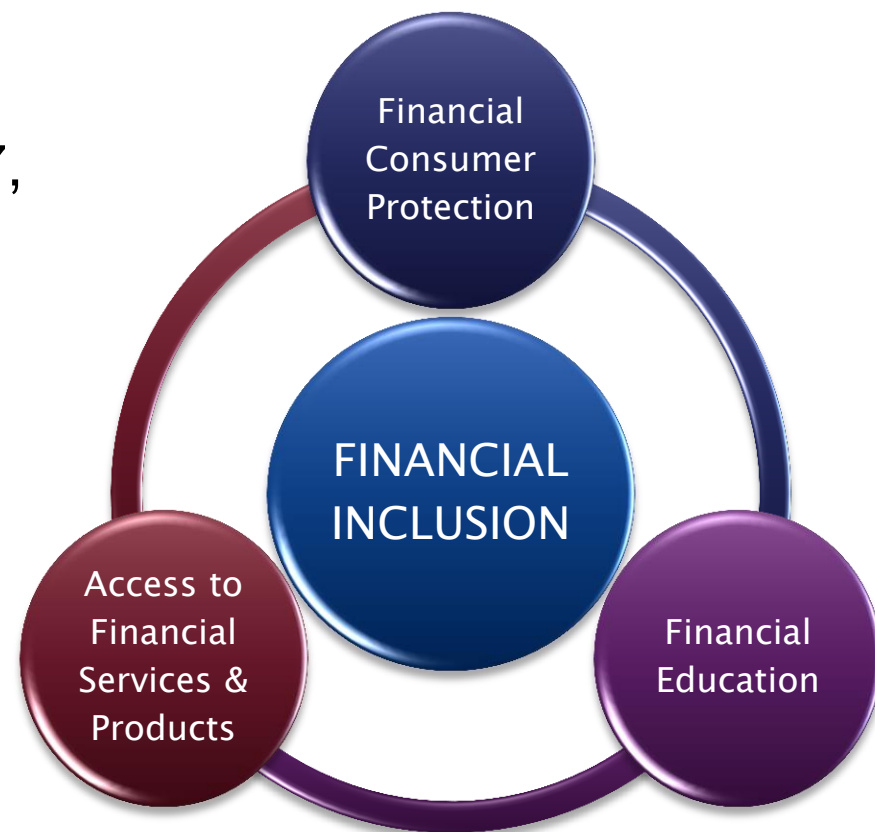 Financial
Consumer
Protection
FINANCIAL
INCLUSION
Access to
Financial
Services &
Products
Financial
Education